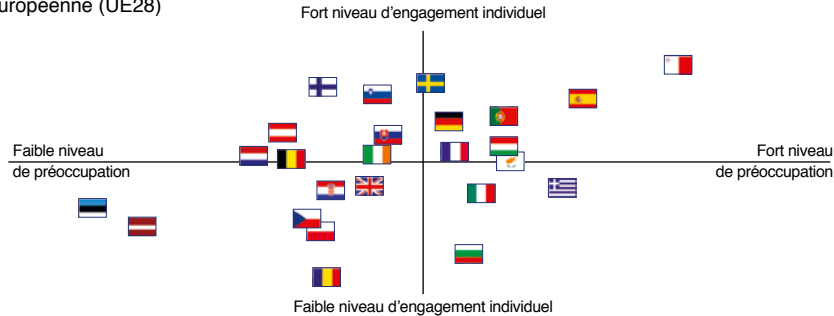 uropéenne (UE28)
Fort niveau d'engagement individuel
Faible niveau
de préoccupation
Fort niveau
de préoccupation
Faible niveau d'engagement individuel